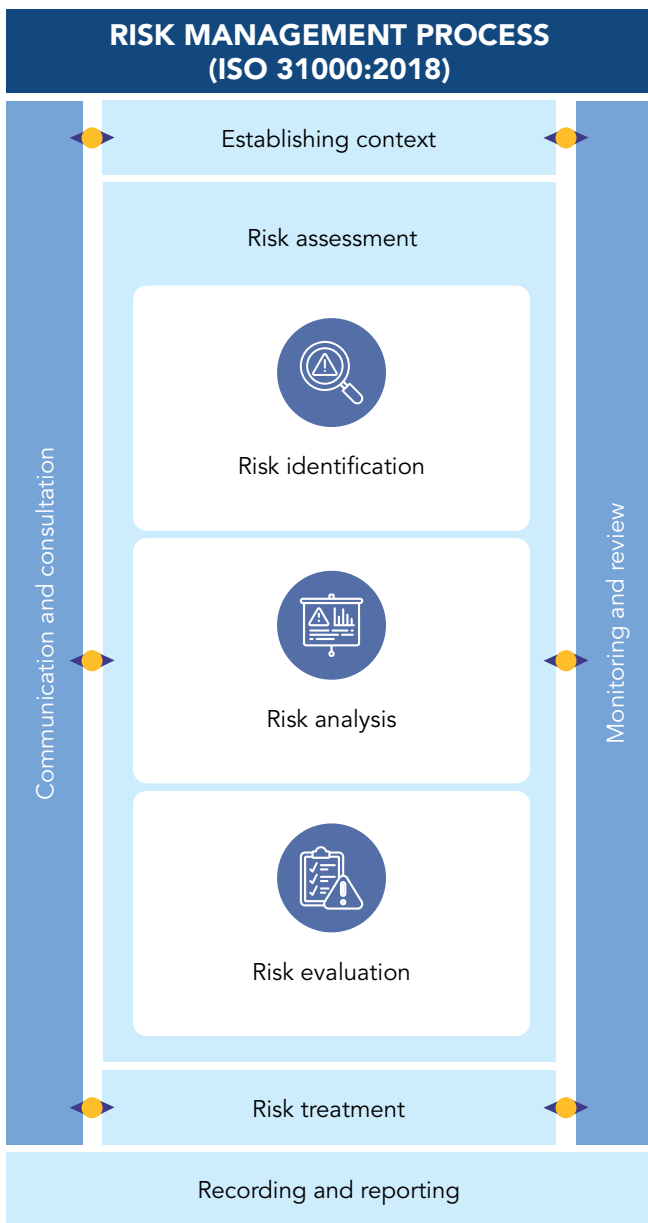 RISK MANAGEMENT PROCESS
(ISO 31000:2018)
Establishing context
Risk assessment
Risk identification
Risk analysis
Risk evaluation
Risk treatment
Communication and consultation
Monitoring and review
Recording and reporting